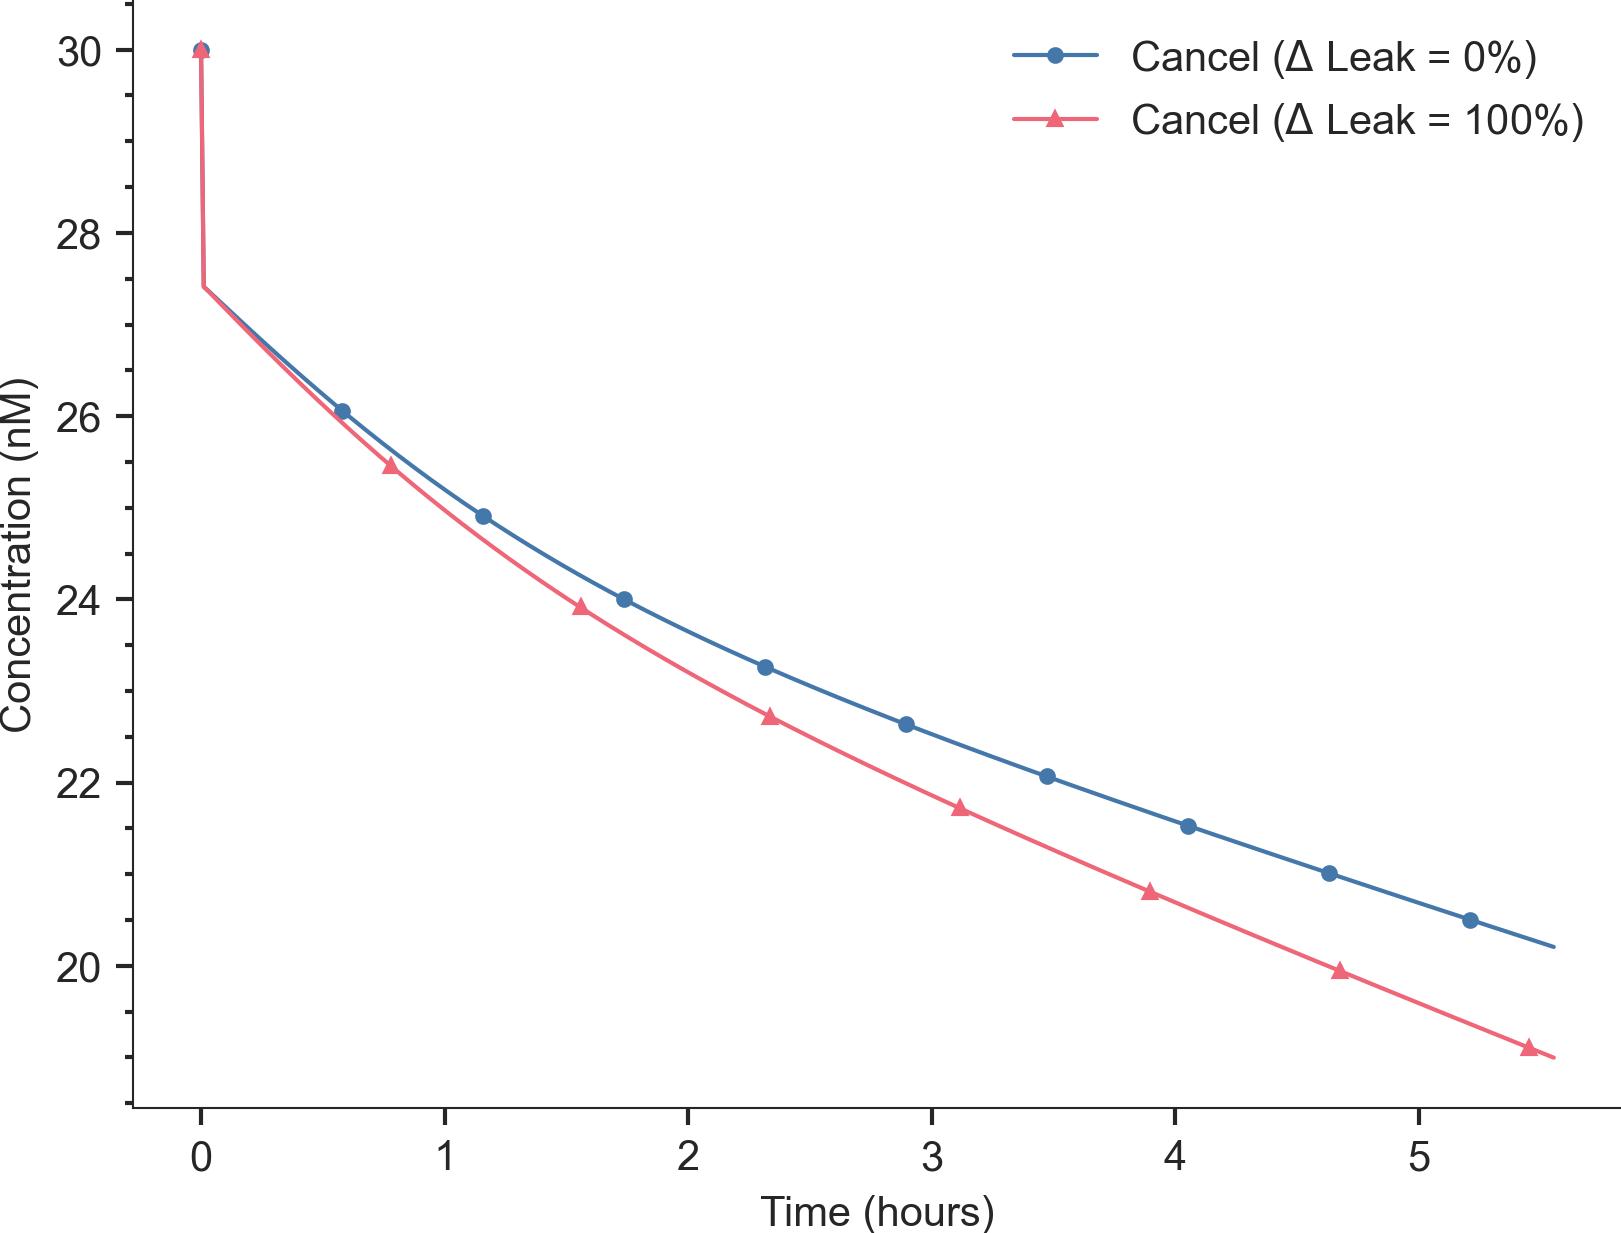 Cancel (Δ Leak = 0%)
Cancel (Δ Leak = 100%)
Concentration (nM)
30
28
26
24
22
20
0 1 2 3 4 5
Time (hours)